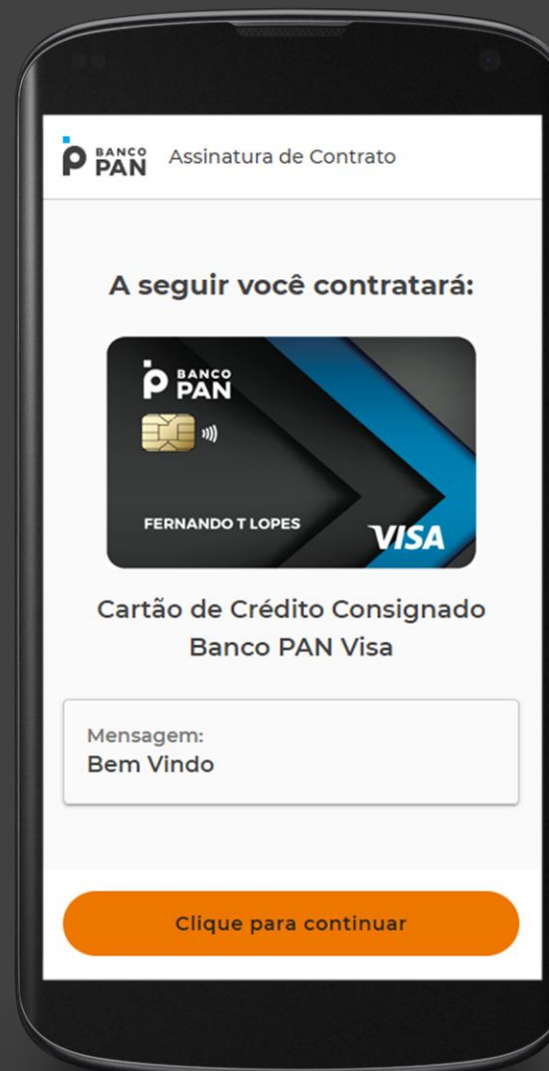 BANCO
PAN
Assinatura de Contrato
A seguir você contratará:
BANCO
PAN
FERNANDO T LOPES
VISA
Cartão de Crédito Consignado
Banco PAN Visa
Mensagem:
Bem Vindo
Clique para continuar